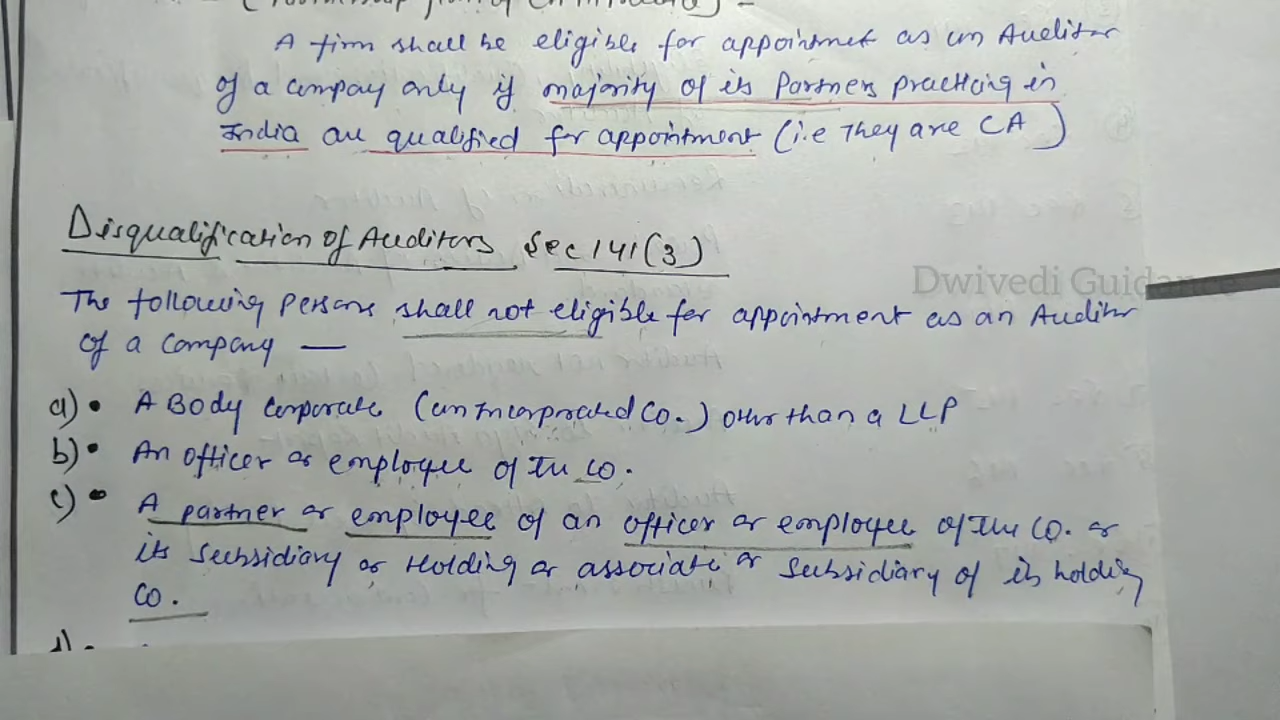 A firm shall be eligible for appointmet as an Auditor
of a compay only if majority of its Partners practicing in
India are qualified for appointment (i.e They are CA)
Disqualification of Auditors Sec 141(3)
Dwivedi Guidance
The following Persons shall not eligible for appointment as an Auditor
of a Company —
a) • A Body Corporate (an Incorporated Co.) other than a LLP
b) • An officer or employee of the co.
c) • A partner or employee of an officer or employee of the Co. or
its Subsidiary or Holding or associate or Subsidiary of its holding
Co.
d) •